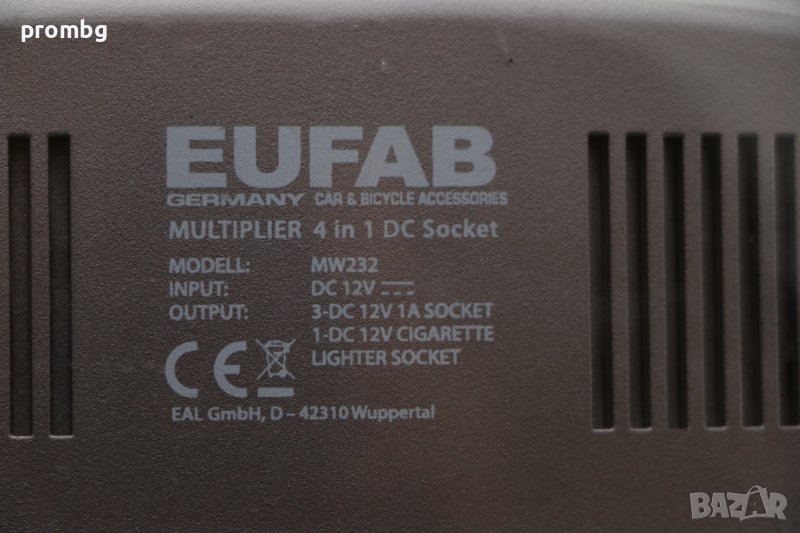 prombg
EUFAB
GERMANY CAR & BICYCLE ACCESSORIES
MULTIPLIER 4 in 1 DC Socket
MODELL: MW232
INPUT: DC 12V
OUTPUT: 3-DC 12V 1A SOCKET
1-DC 12V CIGARETTE
LIGHTER SOCKET
CE
EAL GmbH, D – 42310 Wuppertal
BAZAR